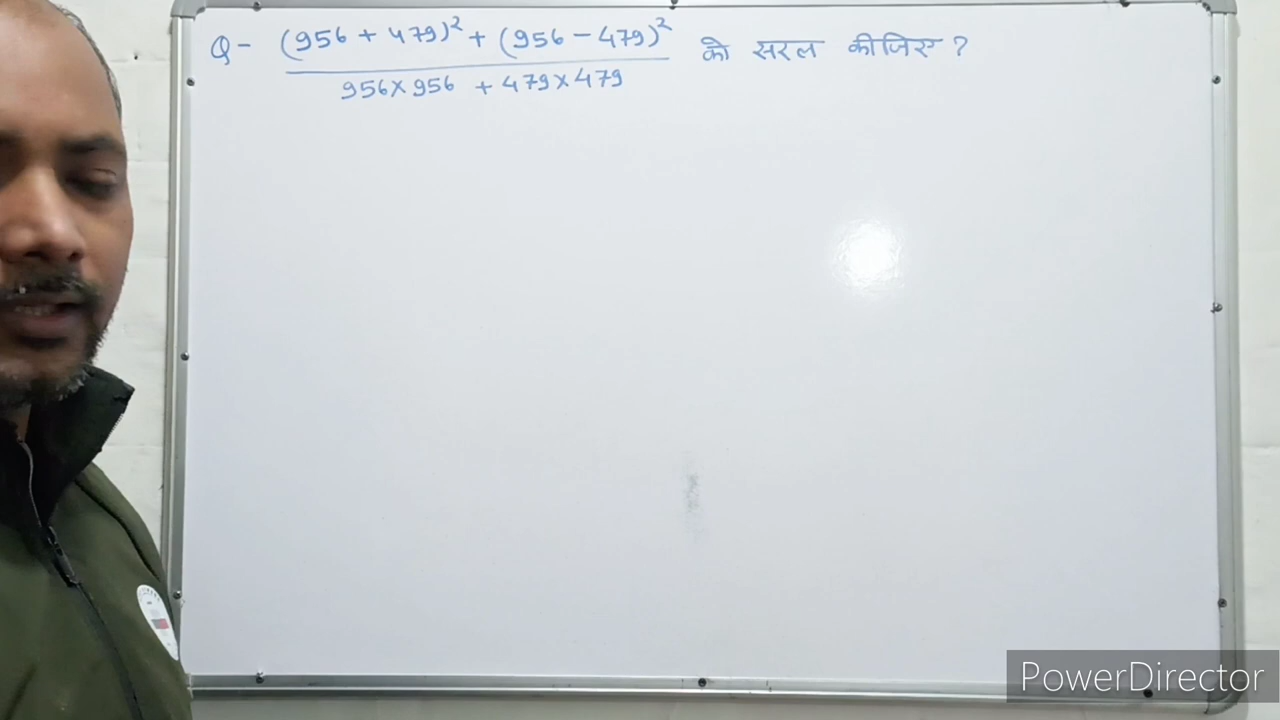 Q- (956 + 479)² + (956 - 479)² को सरल कीजिए ?
956×956 + 479×479
PowerDirector